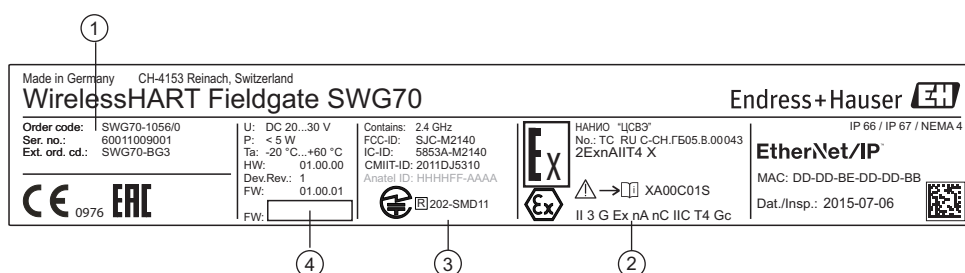 1
Made in Germany CH-4153 Reinach, Switzerland
WirelessHART Fieldgate SWG70
Endress+Hauser EH
Order code: SWG70-1056/0
Ser. no.: 60011009001
Ext. ord. cd.: SWG70-BG3
CE 0976 EAC
U: DC 20...30 V
P: < 5 W
Ta: -20 °C...+60 °C
HW: 01.00.00
Dev.Rev.: 1
FW: 01.00.01
FW:
Contains: 2.4 GHz
FCC-ID: SJC-M2140
IC-ID: 5853A-M2140
CMIIT-ID: 2011DJ5310
Anatel ID: HHHHFF-AAAA
R 202-SMD11
Ex
Ex
НАНИО "ЦСВЭ"
No.: TC RU C-CH.ГБ05.B.00043
2ExnAIIT4 X
XA00C01S
II 3 G Ex nA nC IIC T4 Gc
IP 66 / IP 67 / NEMA 4
EtherNet/IP
MAC: DD-DD-BE-DD-DD-BB
Dat./Insp.: 2015-07-06
4
3
2